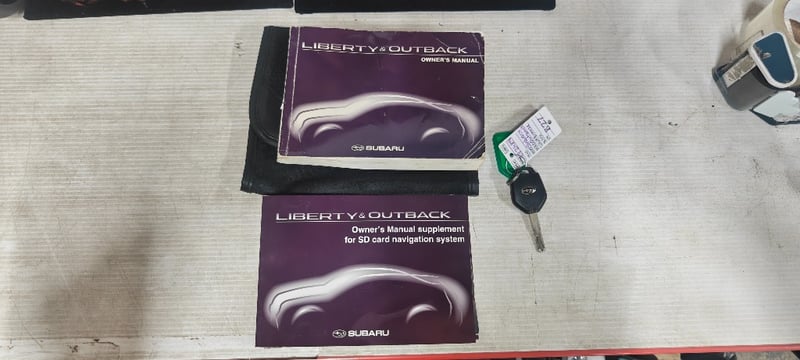 LIBERTY & OUTBACK
OWNER'S MANUAL
SUBARU
LIBERTY & OUTBACK
Owner's Manual supplement
for SD card navigation system
SUBARU